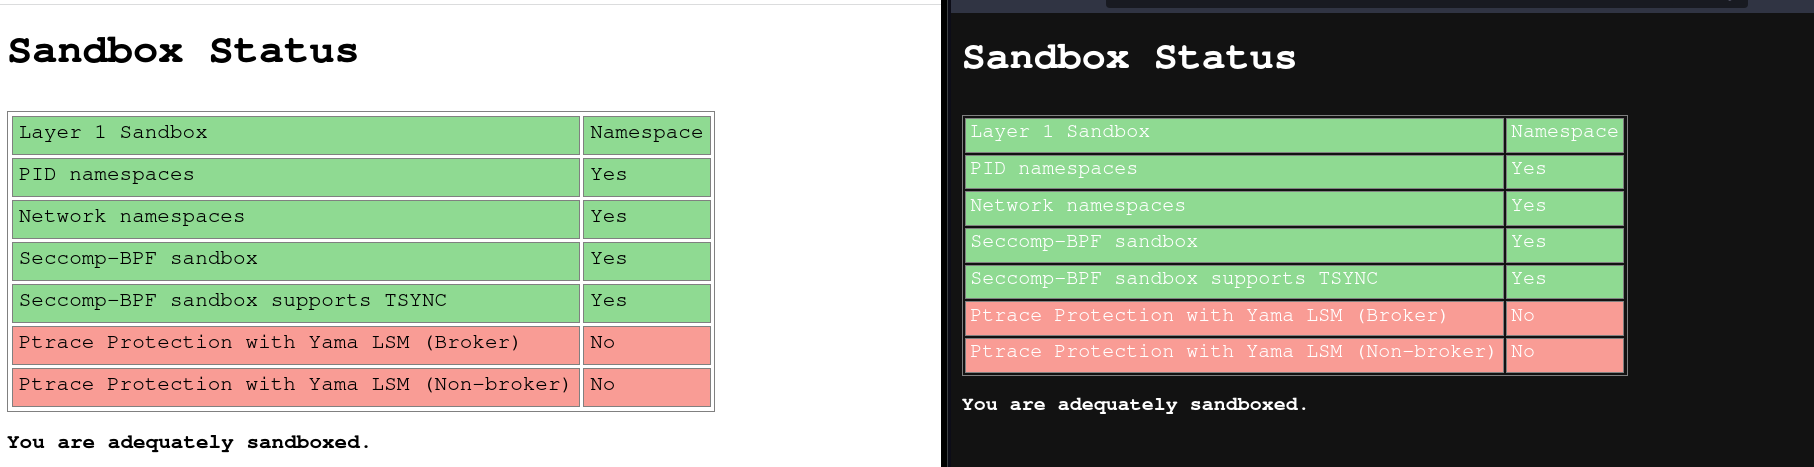 Sandbox Status
Layer 1 Sandbox Namespace
PID namespaces Yes
Network namespaces Yes
Seccomp-BPF sandbox Yes
Seccomp-BPF sandbox supports TSYNC Yes
Ptrace Protection with Yama LSM (Broker) No
Ptrace Protection with Yama LSM (Non-broker) No
You are adequately sandboxed.
Sandbox Status
Layer 1 Sandbox Namespace
PID namespaces Yes
Network namespaces Yes
Seccomp-BPF sandbox Yes
Seccomp-BPF sandbox supports TSYNC Yes
Ptrace Protection with Yama LSM (Broker) No
Ptrace Protection with Yama LSM (Non-broker) No
You are adequately sandboxed.